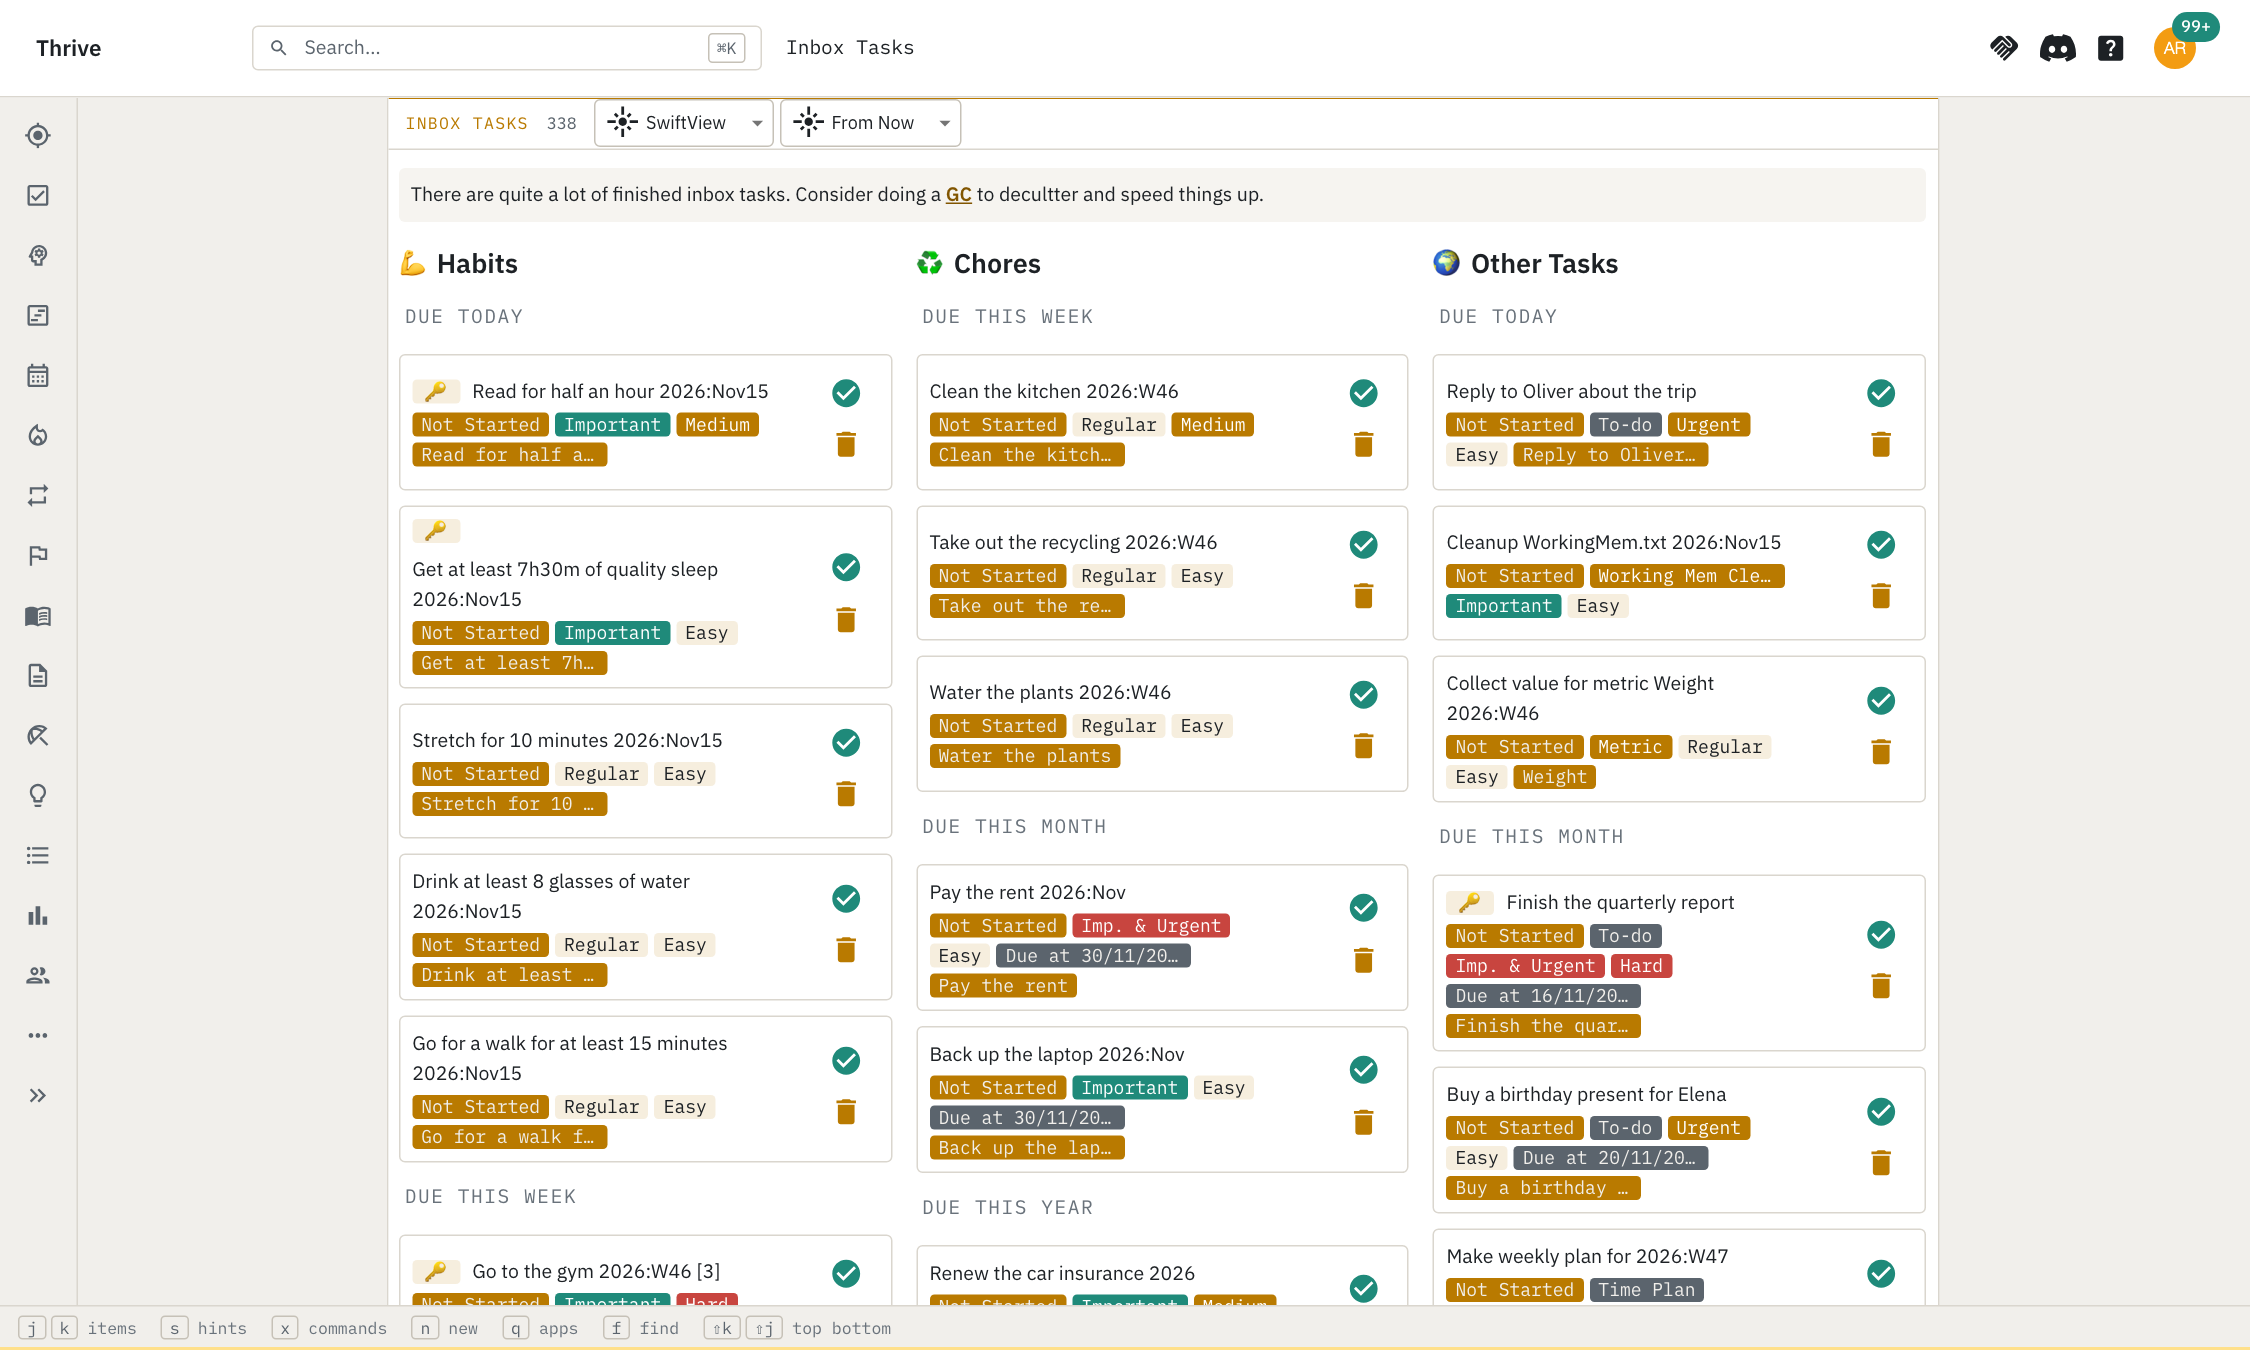 Thrive
Search...
⌘K
Inbox Tasks
99+
AR
INBOX TASKS 338
SwiftView
From Now
There are quite a lot of finished inbox tasks. Consider doing a GC to decultter and speed things up.
💪 Habits
DUE TODAY
🔑 Read for half an hour 2026:Nov15
Not Started Important Medium
Read for half a…
🔑
Get at least 7h30m of quality sleep
2026:Nov15
Not Started Important Easy
Get at least 7h…
Stretch for 10 minutes 2026:Nov15
Not Started Regular Easy
Stretch for 10 …
Drink at least 8 glasses of water
2026:Nov15
Not Started Regular Easy
Drink at least …
Go for a walk for at least 15 minutes
2026:Nov15
Not Started Regular Easy
Go for a walk f…
DUE THIS WEEK
🔑 Go to the gym 2026:W46 [3]
Not Started Important Hard
♻️ Chores
DUE THIS WEEK
Clean the kitchen 2026:W46
Not Started Regular Medium
Clean the kitch…
Take out the recycling 2026:W46
Not Started Regular Easy
Take out the re…
Water the plants 2026:W46
Not Started Regular Easy
Water the plants
DUE THIS MONTH
Pay the rent 2026:Nov
Not Started Imp. & Urgent
Easy Due at 30/11/20…
Pay the rent
Back up the laptop 2026:Nov
Not Started Important Easy
Due at 30/11/20…
Back up the lap…
DUE THIS YEAR
Renew the car insurance 2026
Not Started Important Medium
🌍 Other Tasks
DUE TODAY
Reply to Oliver about the trip
Not Started To-do Urgent
Easy Reply to Oliver…
Cleanup WorkingMem.txt 2026:Nov15
Not Started Working Mem Cle…
Important Easy
Collect value for metric Weight
2026:W46
Not Started Metric Regular
Easy Weight
DUE THIS MONTH
🔑 Finish the quarterly report
Not Started To-do
Imp. & Urgent Hard
Due at 16/11/20…
Finish the quar…
Buy a birthday present for Elena
Not Started To-do Urgent
Easy Due at 20/11/20…
Buy a birthday …
Make weekly plan for 2026:W47
Not Started Time Plan
j k items s hints x commands n new q apps f find ⇧k ⇧j top bottom